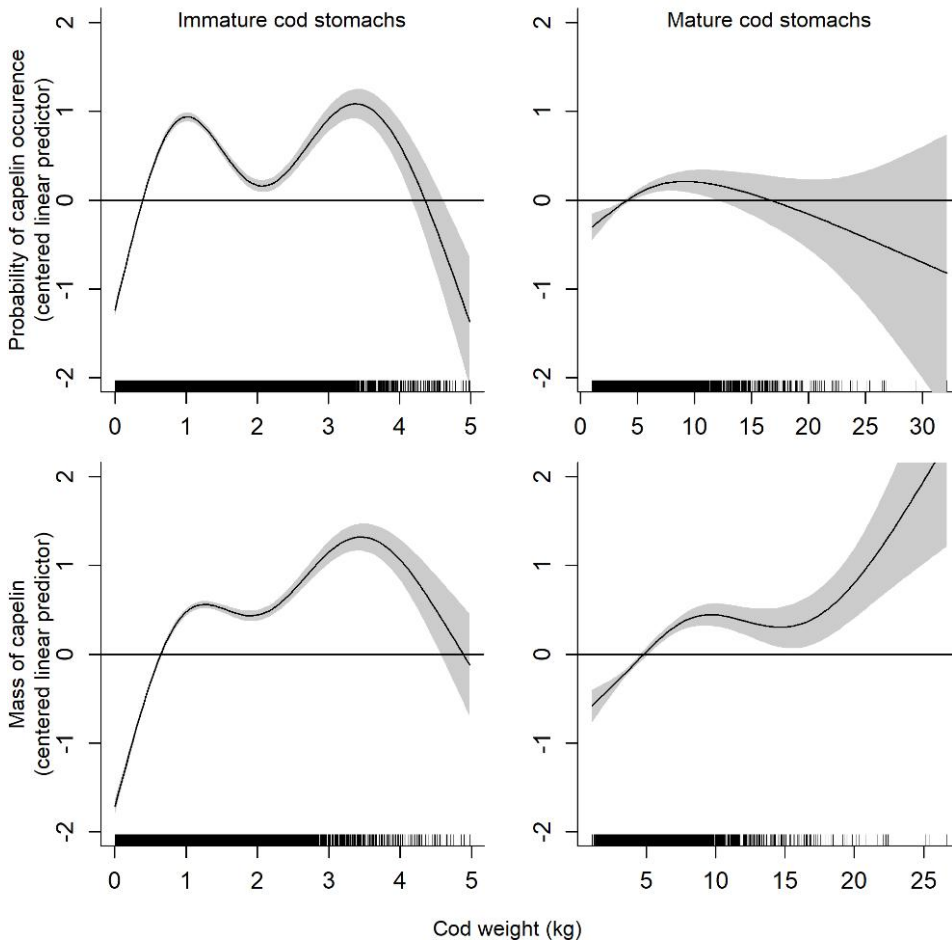 Immature cod stomachs
Mature cod stomachs
Probability of capelin occurence
(centered linear predictor)
2
1
0
-1
-2
0 1 2 3 4 5
0 5 10 15 20 25 30
Mass of capelin
(centered linear predictor)
2
1
0
-1
-2
2
1
0
-1
-2
2
1
0
-1
-2
0 1 2 3 4 5
5 10 15 20 25
Cod weight (kg)